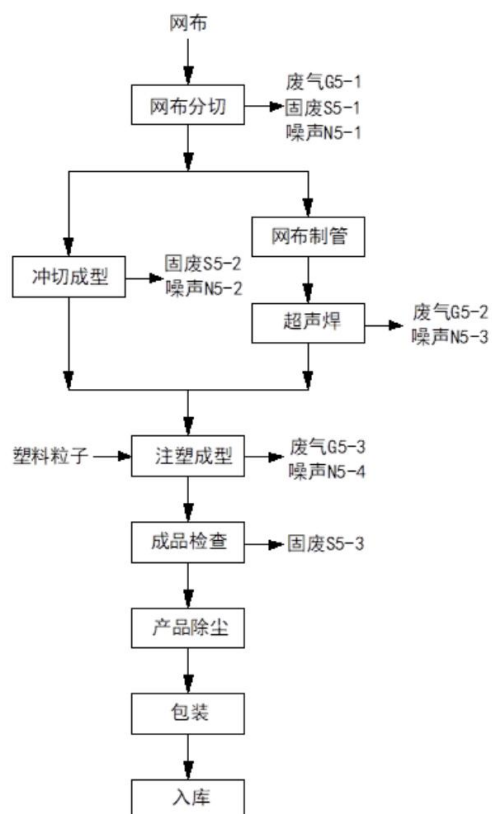 网布
网布分切
废气G5-1
固废S5-1
噪声N5-1
网布制管
冲切成型
固废S5-2
噪声N5-2
超声焊
废气G5-2
噪声N5-3
塑料粒子
注塑成型
废气G5-3
噪声N5-4
成品检查
固废S5-3
产品除尘
包装
入库